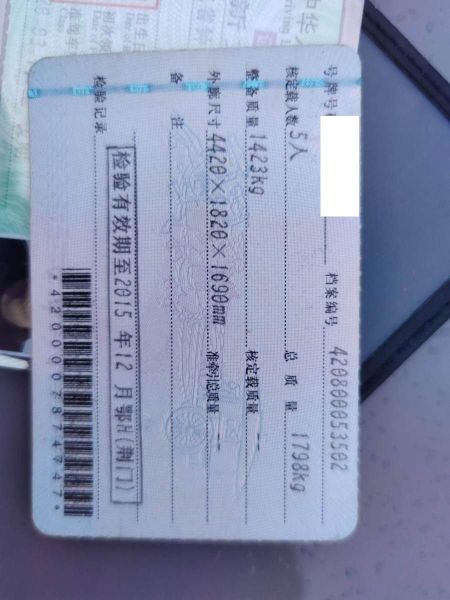 号牌号 档案编号 420800053502
核定载人数 5人 总质量 1798kg
整备质量 1423kg 核定载质量
外廓尺寸 4420×1820×1690mm 准牵引总质量
备注
检验记录
检验有效期至2015年12月鄂H(荆门)
*4200007874747*